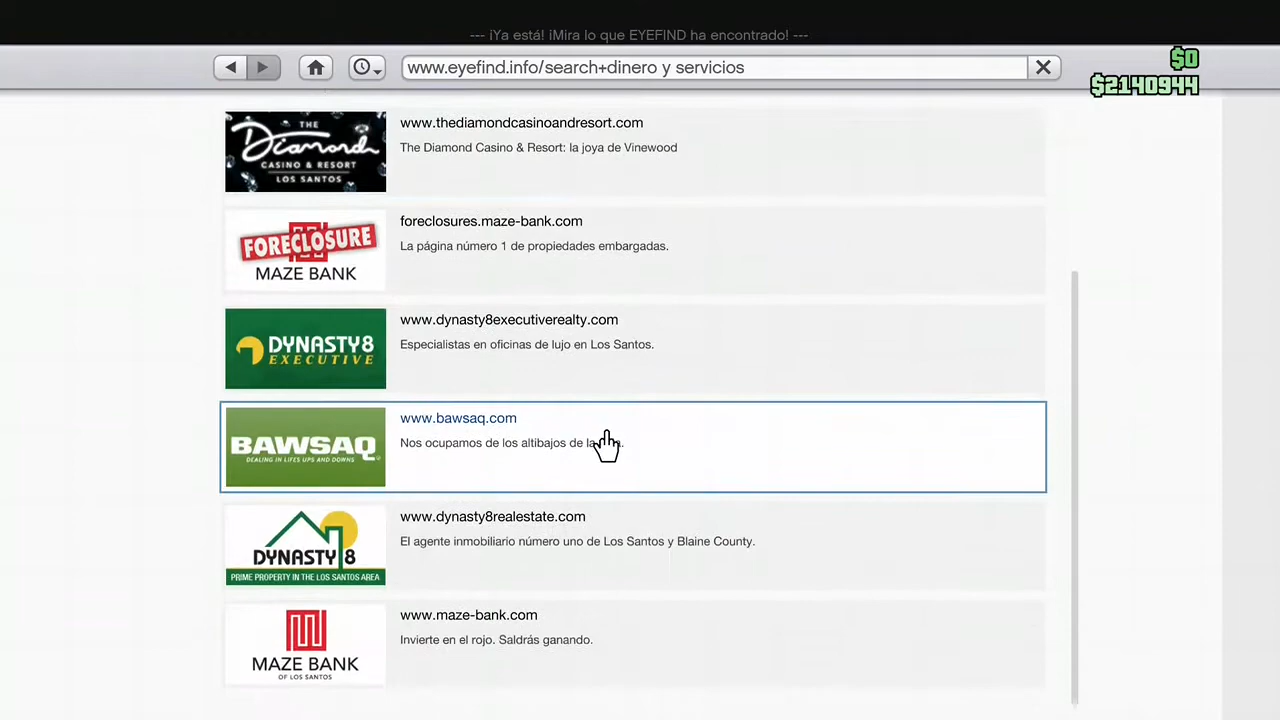 --- ¡Ya está! ¡Mira lo que EYEFIND ha encontrado! ---
www.eyefind.info/search+dinero y servicios
$0
$2140944
THE
Diamond
CASINO & RESORT
LOS SANTOS
www.thediamondcasinoandresort.com
The Diamond Casino & Resort: la joya de Vinewood
FORECLOSURE
MAZE BANK
foreclosures.maze-bank.com
La página número 1 de propiedades embargadas.
DYNASTY8
EXECUTIVE
www.dynasty8executiverealty.com
Especialistas en oficinas de lujo en Los Santos.
BAWSAQ
DEALING IN LIFE'S UPS AND DOWNS
www.bawsaq.com
Nos ocupamos de los altibajos de la
DYNASTY 8
PRIME PROPERTY IN THE LOS SANTOS AREA
www.dynasty8realestate.com
El agente inmobiliario número uno de Los Santos y Blaine County.
MAZE BANK
OF LOS SANTOS
www.maze-bank.com
Invierte en el rojo. Saldrás ganando.